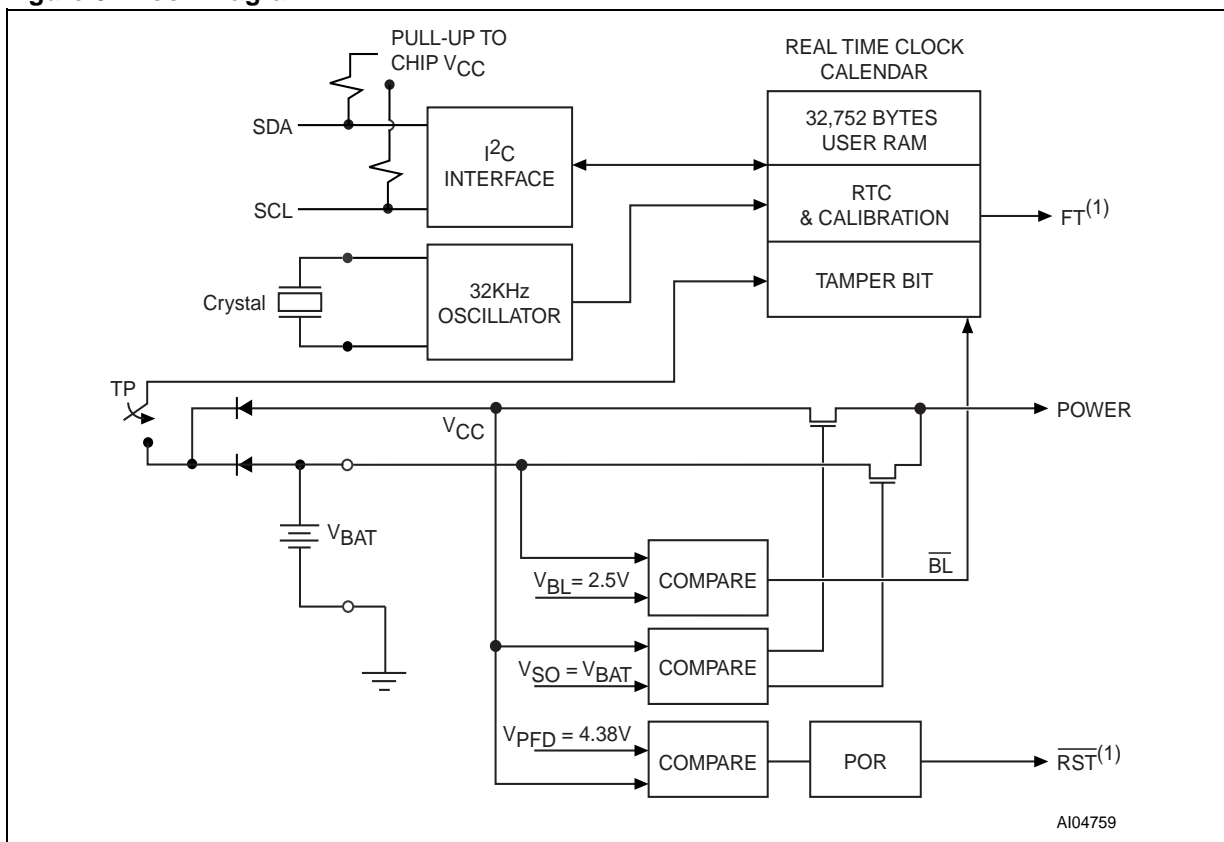 PULL-UP TO
CHIP VCC
SDA
I2C
INTERFACE
SCL
REAL TIME CLOCK
CALENDAR
32,752 BYTES
USER RAM
RTC
& CALIBRATION
FT(1)
TAMPER BIT
Crystal
32KHz
OSCILLATOR
TP
VCC
POWER
VBAT
VBL= 2.5V
COMPARE
BL
VSO = VBAT
COMPARE
VPFD = 4.38V
COMPARE
POR
RST(1)
AI04759